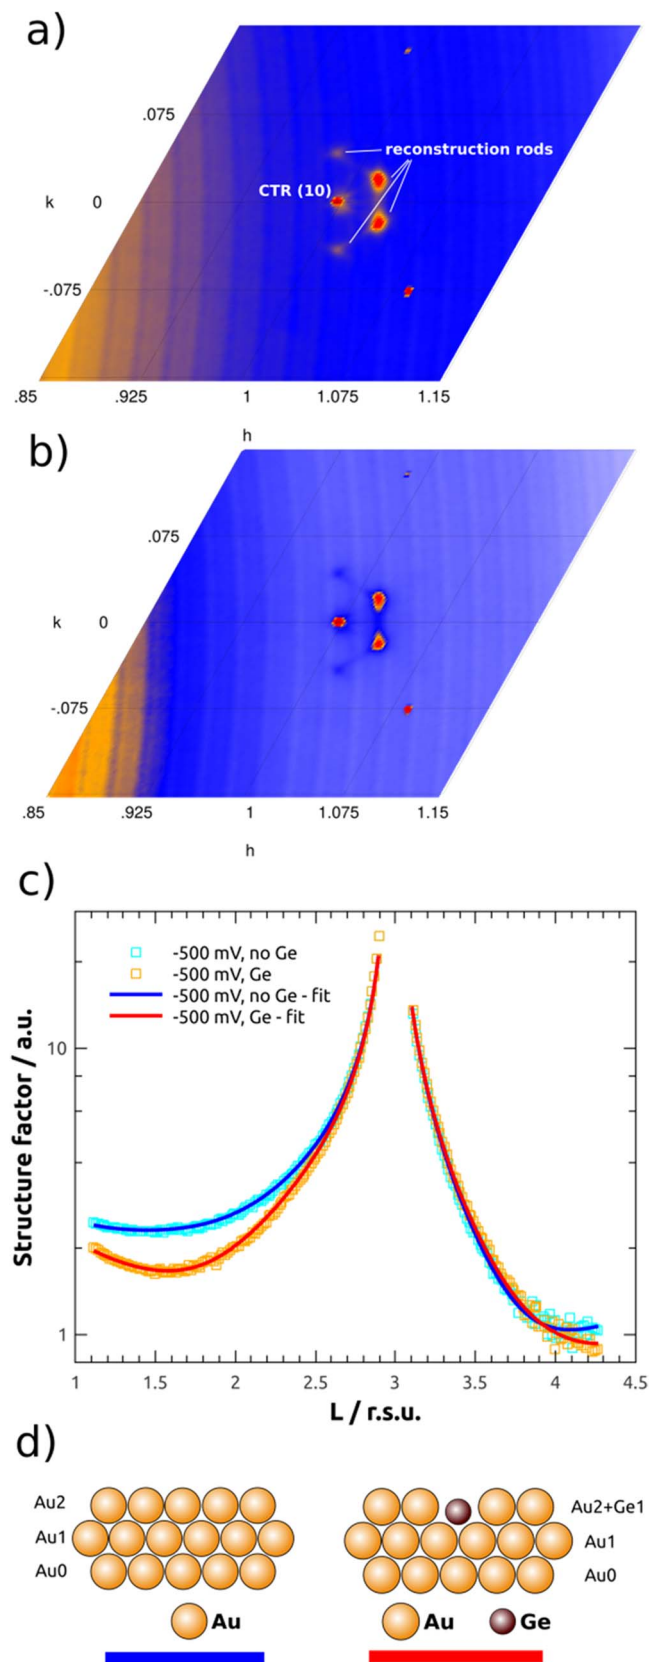 a)
.075
reconstruction rods
CTR (10)
k 0
-.075
.85 .925 1 1.075 1.15
h
b)
.075
k 0
-.075
.85 .925 1 1.075 1.15
h
c)
-500 mV, no Ge
-500 mV, Ge
-500 mV, no Ge - fit
-500 mV, Ge - fit
10
Structure factor / a.u.
1
1 1.5 2 2.5 3 3.5 4 4.5
L / r.s.u.
d)
Au2 Au2+Ge1
Au1 Au1
Au0 Au0
Au Au Ge